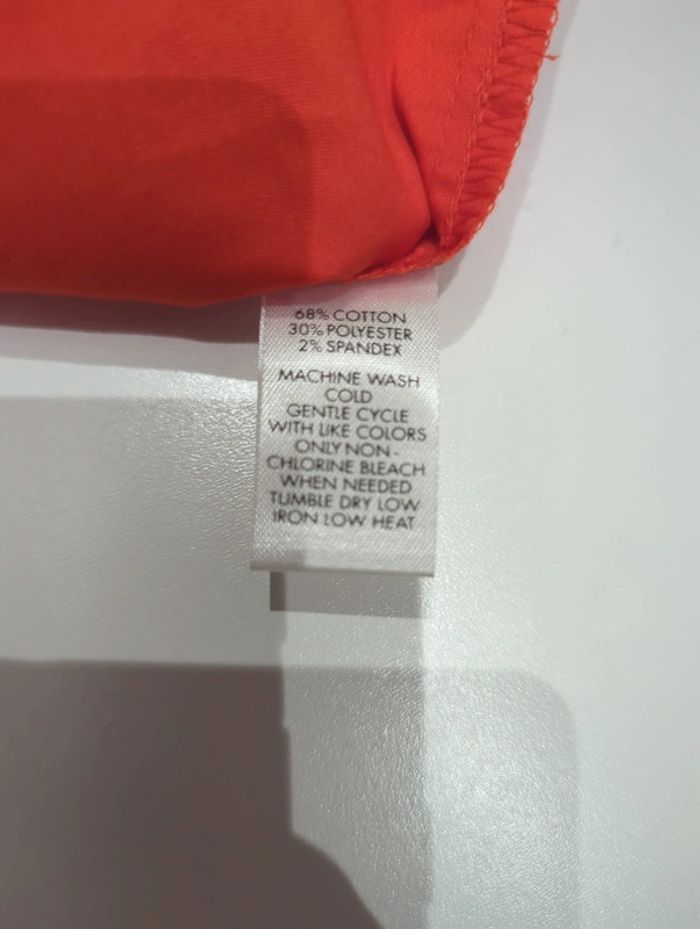 68% COTTON
30% POLYESTER
2% SPANDEX
MACHINE WASH
COLD
GENTLE CYCLE
WITH LIKE COLORS
ONLY NON-
CHLORINE BLEACH
WHEN NEEDED
TUMBLE DRY LOW
IRON LOW HEAT